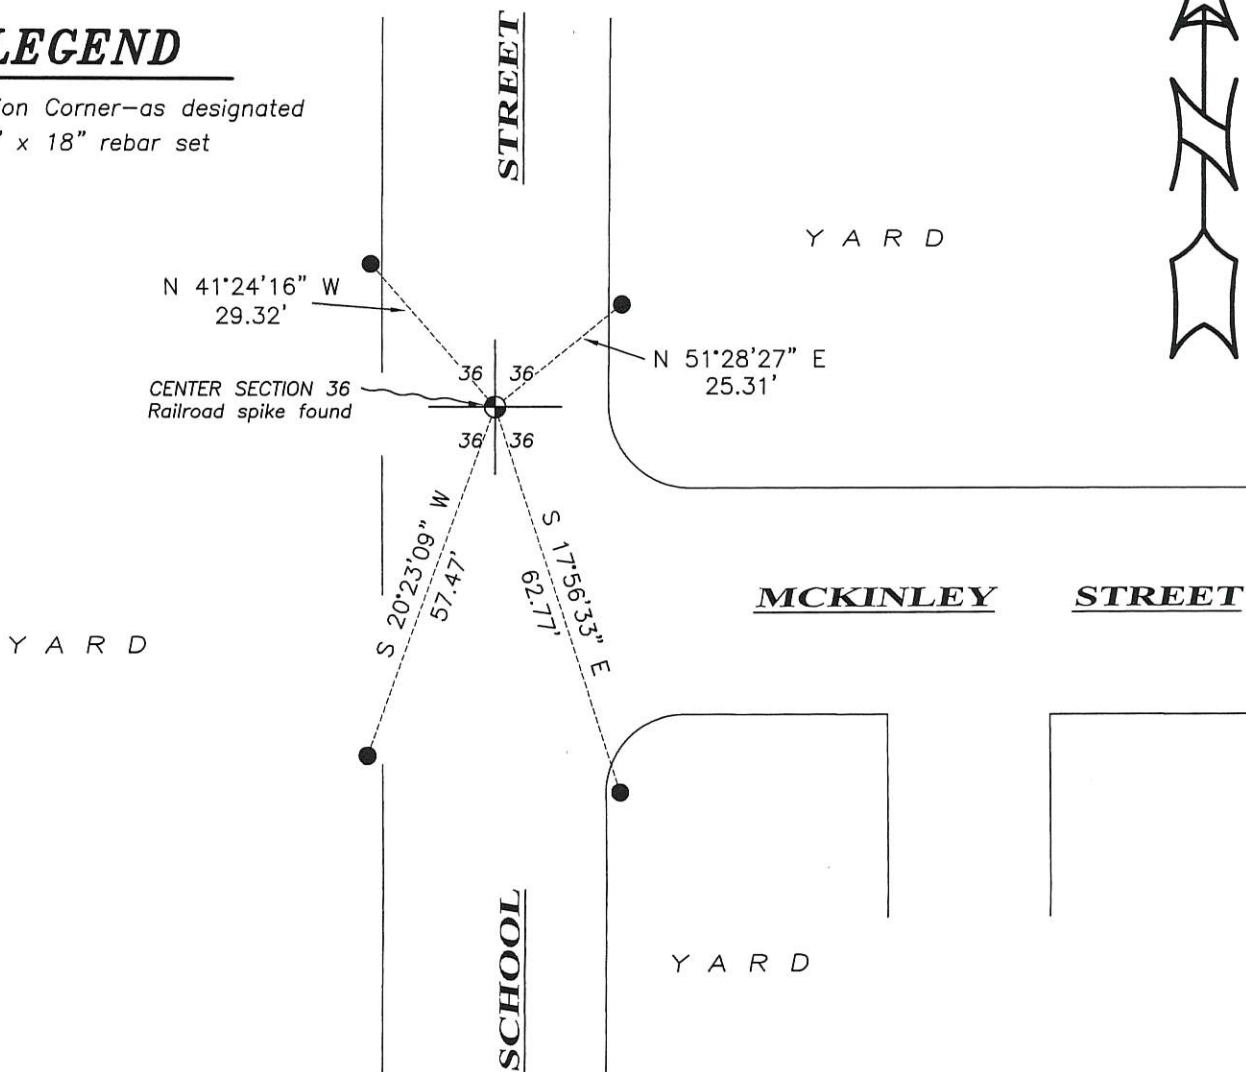 LEGEND
on Corner—as designated
" x 18" rebar set
STREET
N
YARD
N 41°24'16" W
29.32'
N 51°28'27" E
25.31'
CENTER SECTION 36
Railroad spike found
36 36
36 36
S 20°23'09" W
57.47'
S 17°56'33" E
62.77'
MCKINLEY STREET
YARD
SCHOOL
YARD